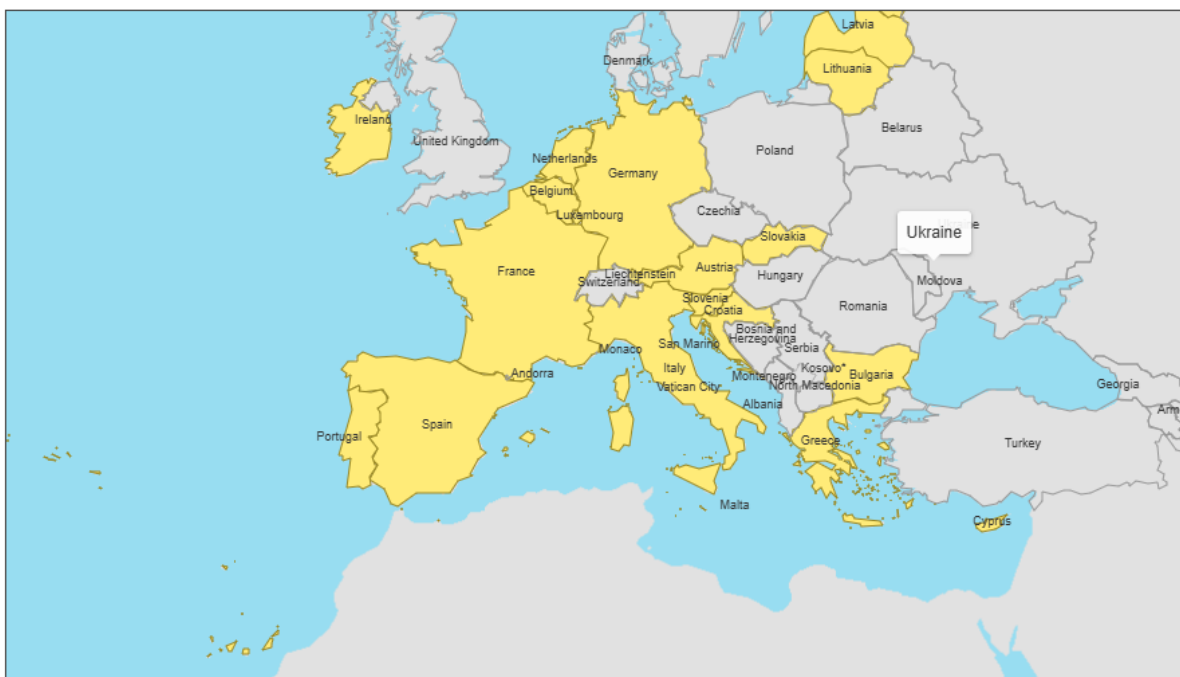 Latvia
Denmark
Lithuania
Ireland
Belarus
United Kingdom
Poland
Netherlands
Germany
Belgium
Czechia
Luxembourg
Ukraine
Ukraine
Slovakia
France
Austria
Liechtenstein
Hungary
Switzerland
Moldova
Slovenia
Croatia
Romania
Bosnia and
Herzegovina
San Marino
Serbia
Monaco
Italy
Kosovo*
Andorra
Montenegro
Bulgaria
North Macedonia
Vatican City
Georgia
Albania
Arm
Portugal
Spain
Greece
Turkey
Malta
Cyprus